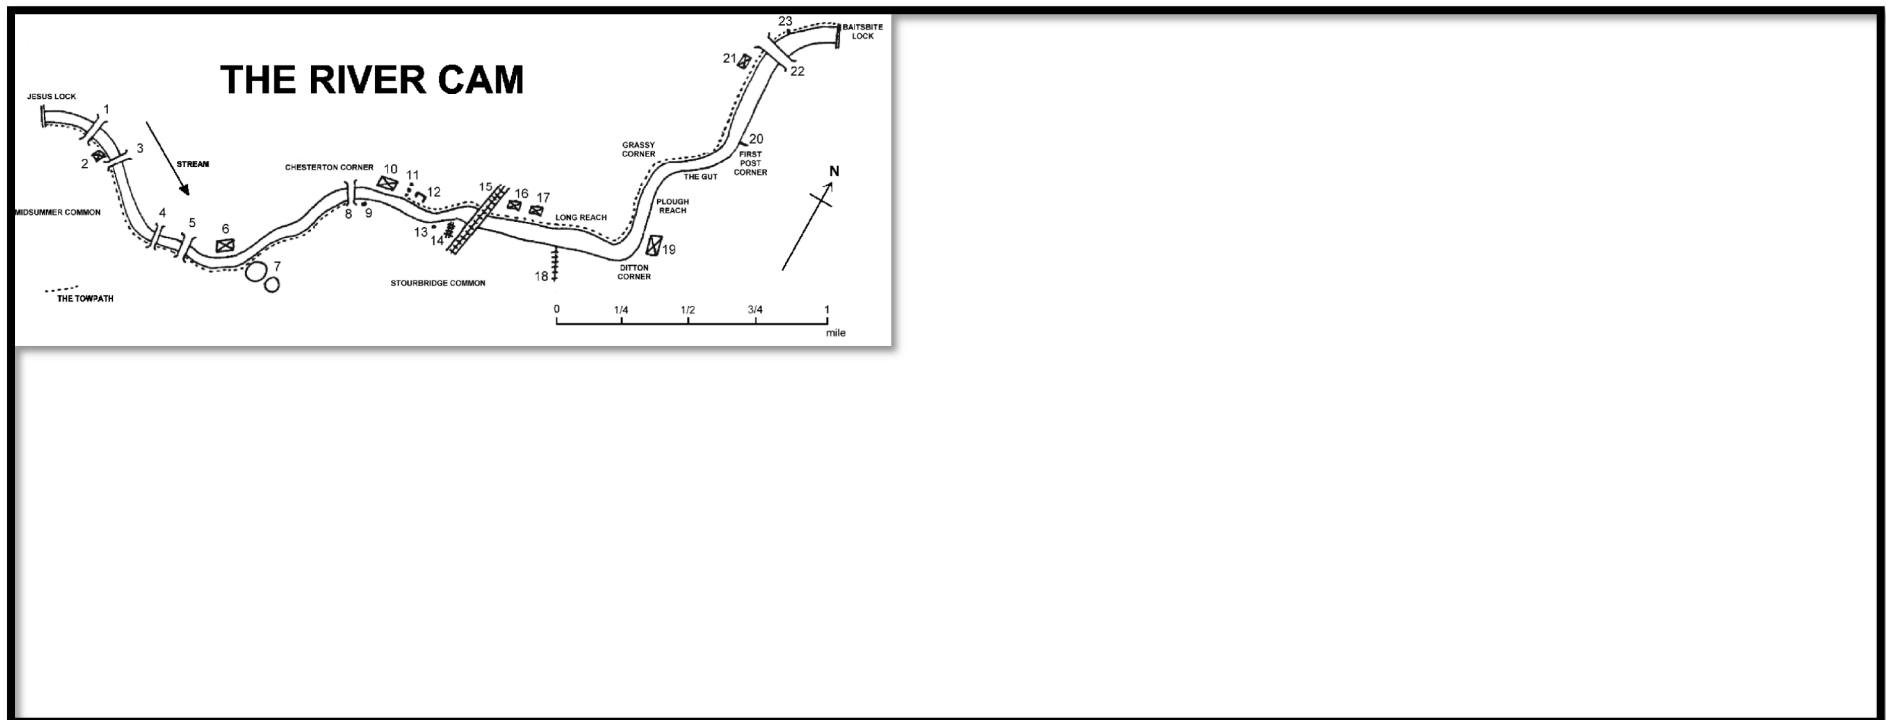 THE RIVER CAM
JESUS LOCK
1
2
3
STREAM
MIDSUMMER COMMON
4
5
6
7
THE TOWPATH
CHESTERTON CORNER
8
9
10
11
12
13
14
15
16
17
STOURBRIDGE COMMON
LONG REACH
18
DITTON
CORNER
19
PLOUGH
REACH
GRASSY
CORNER
THE GUT
20
FIRST
POST
CORNER
21
22
23
BAITSBITE
LOCK
N
0 1/4 1/2 3/4 1
mile